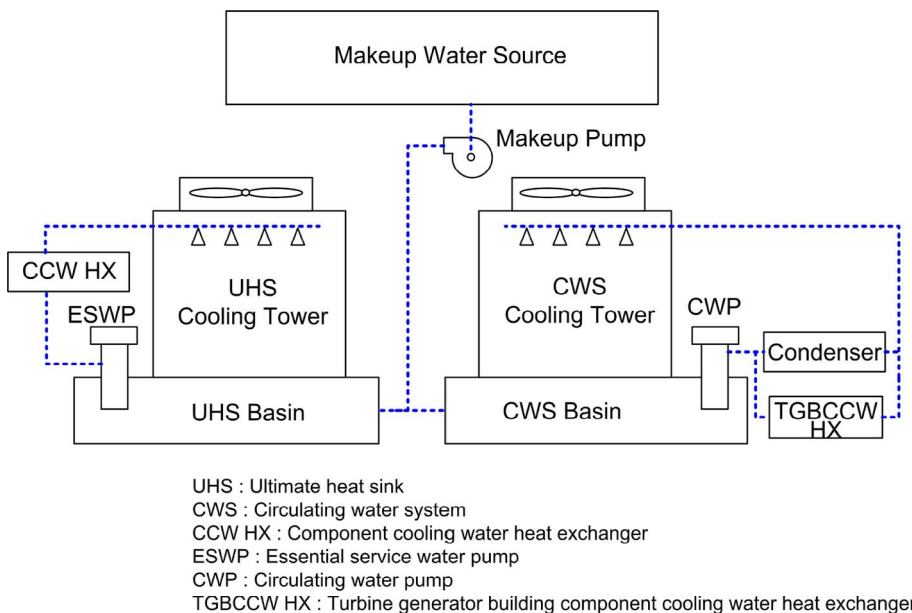 Makeup Water Source
Makeup Pump
CCW HX
ESWP
UHS
Cooling Tower
UHS Basin
CWS
Cooling Tower
CWS Basin
CWP
Condenser
TGBCCW
HX
UHS : Ultimate heat sink
CWS : Circulating water system
CCW HX : Component cooling water heat exchanger
ESWP : Essential service water pump
CWP : Circulating water pump
TGBCCW HX : Turbine generator building component cooling water heat exchanger